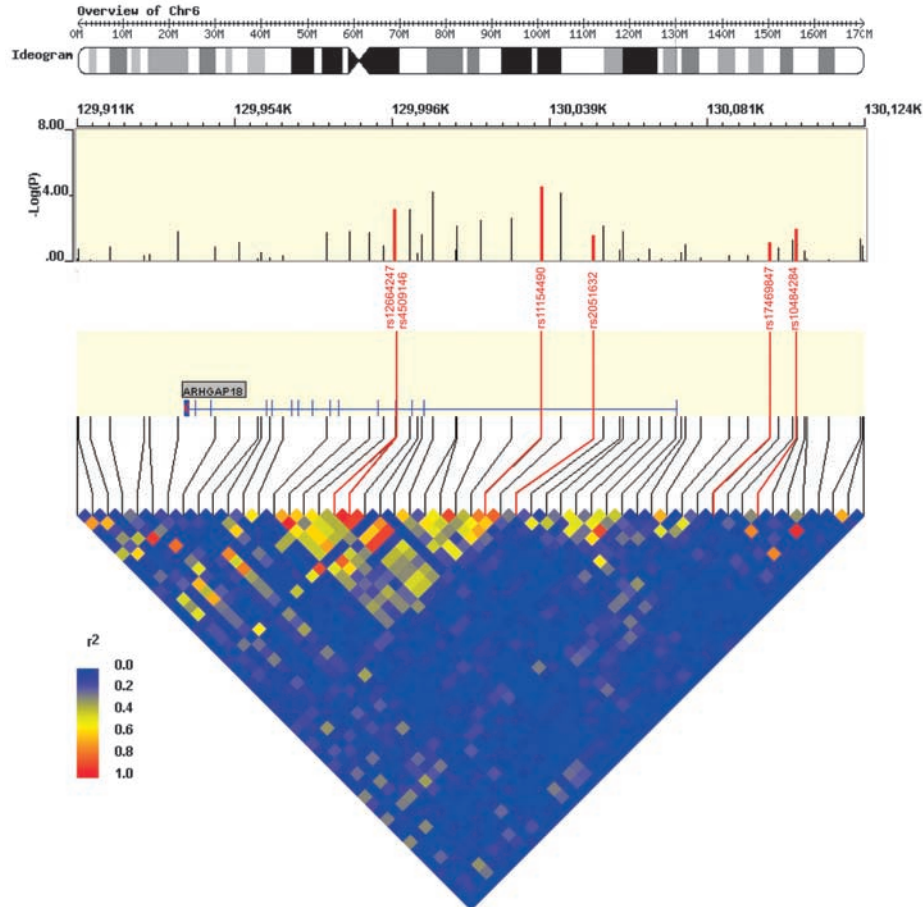 Overview of Chr6
0M 10M 20M 30M 40M 50M 60M 70M 80M 90M 100M 110M 120M 130M 140M 150M 160M 170M
Ideogram
129,911K 129,954K 129,996K 130,039K 130,081K 130,124K
8.00
-Log(P)
4.00
.00
rs12664247
rs4509146
rs11154490
rs2051632
rs17469847
rs10484284
ARHGAP18
r2
0.0
0.2
0.4
0.6
0.8
1.0